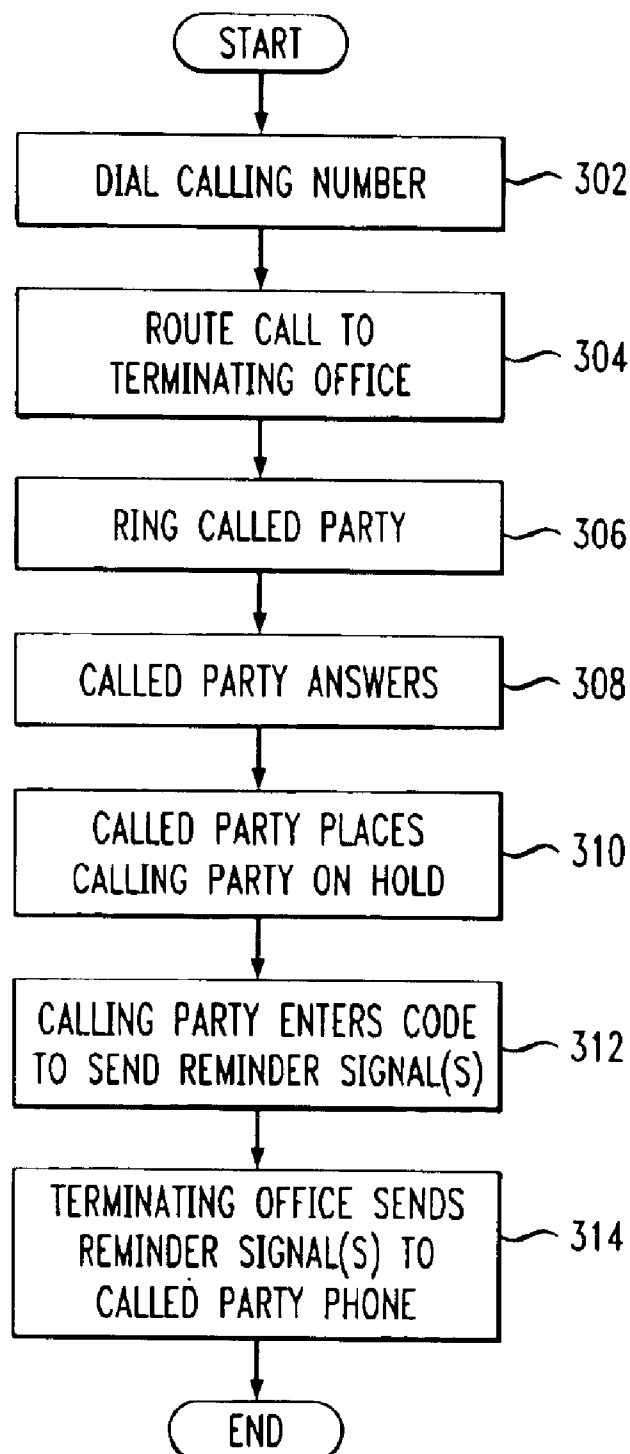 START
DIAL CALLING NUMBER
302
ROUTE CALL TO
TERMINATING OFFICE
304
RING CALLED PARTY
306
CALLED PARTY ANSWERS
308
CALLED PARTY PLACES
CALLING PARTY ON HOLD
310
CALLING PARTY ENTERS CODE
TO SEND REMINDER SIGNAL(S)
312
TERMINATING OFFICE SENDS
REMINDER SIGNAL(S) TO
CALLED PARTY PHONE
314
END